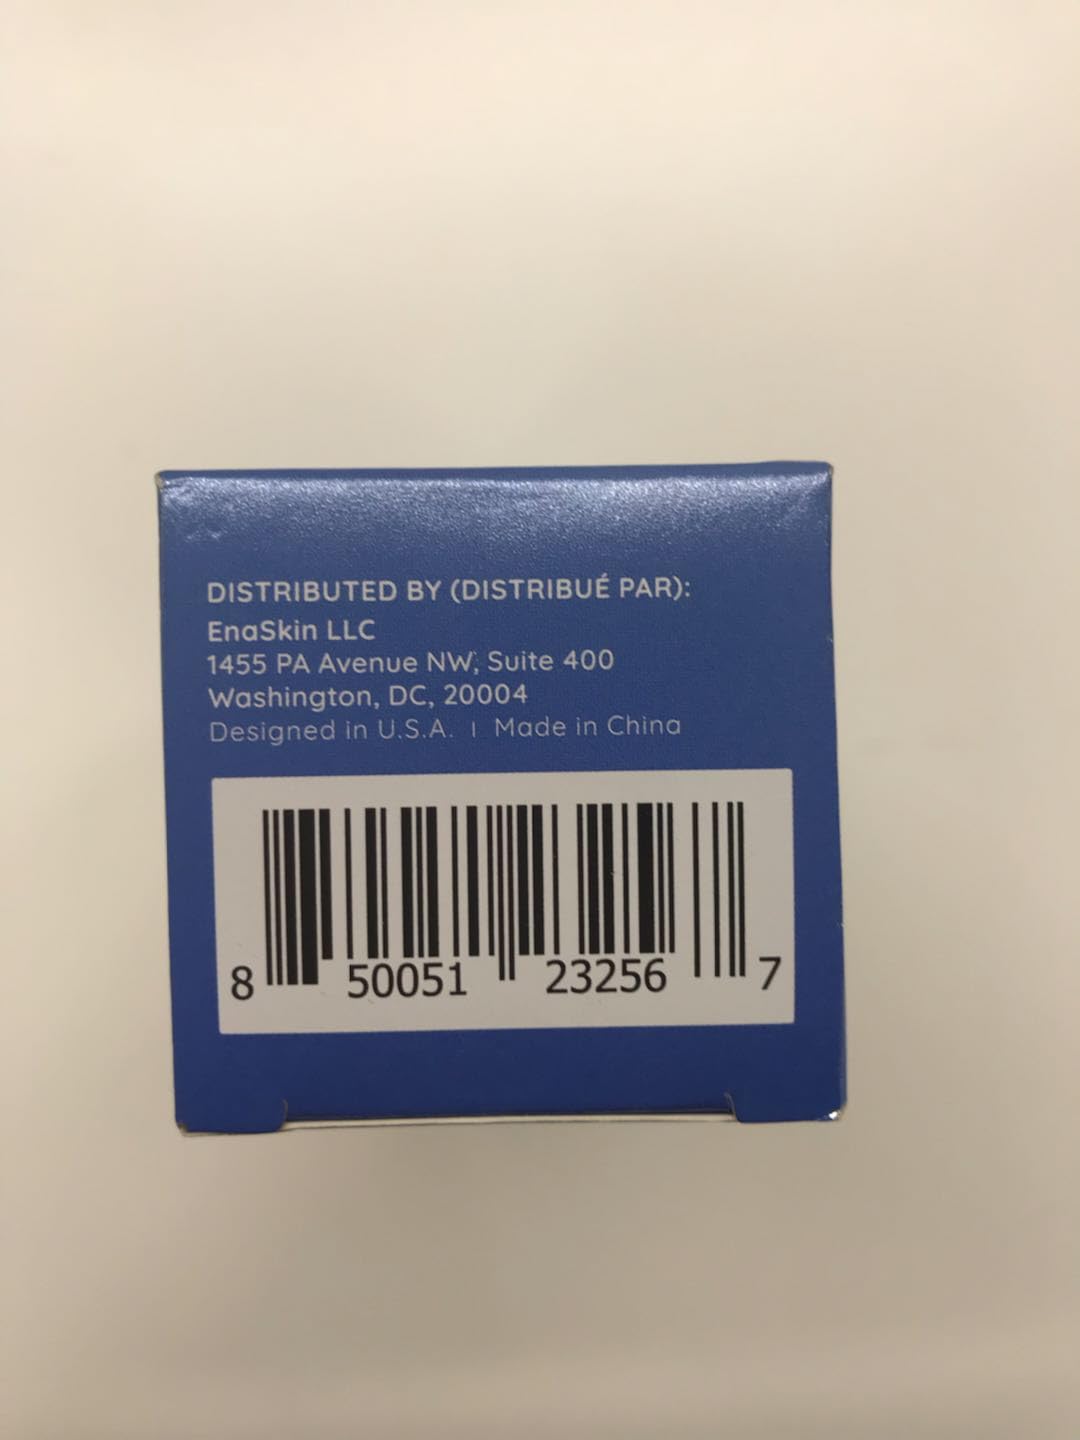 DISTRIBUTED BY (DISTRIBUÉ PAR):
EnaSkin LLC
1455 PA Avenue NW, Suite 400
Washington, DC, 20004
Designed in U.S.A. | Made in China
8 50051 23256 7